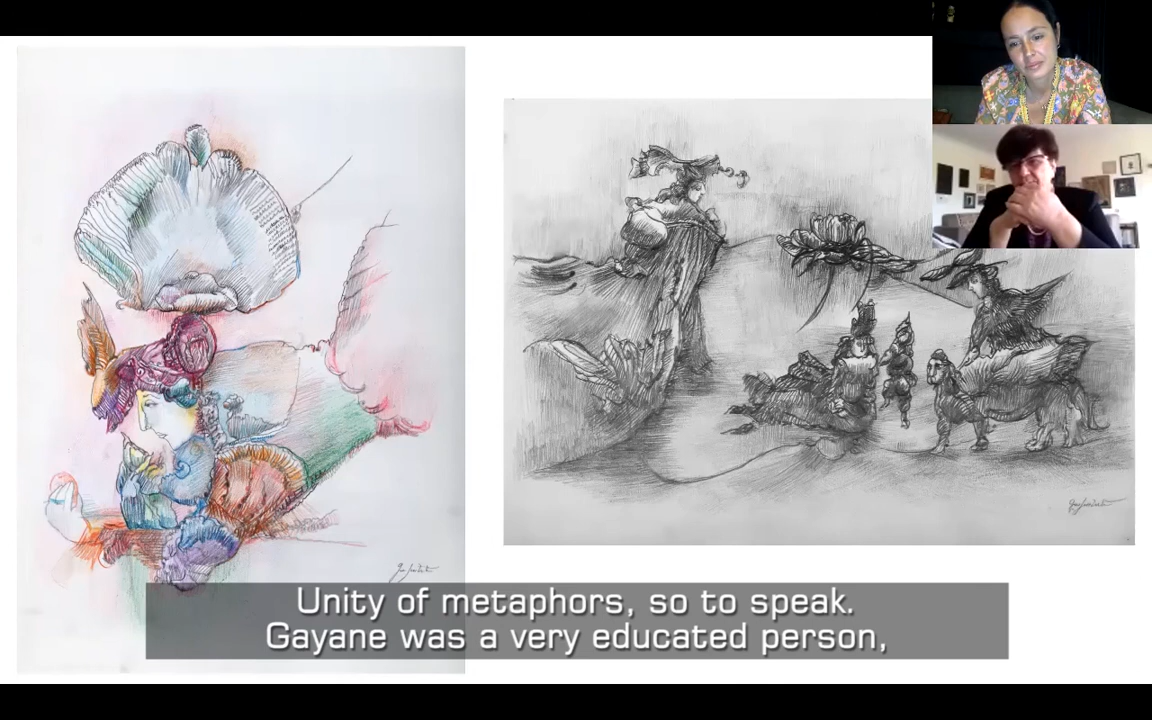 Unity of metaphors, so to speak.
Gayane was a very educated person,